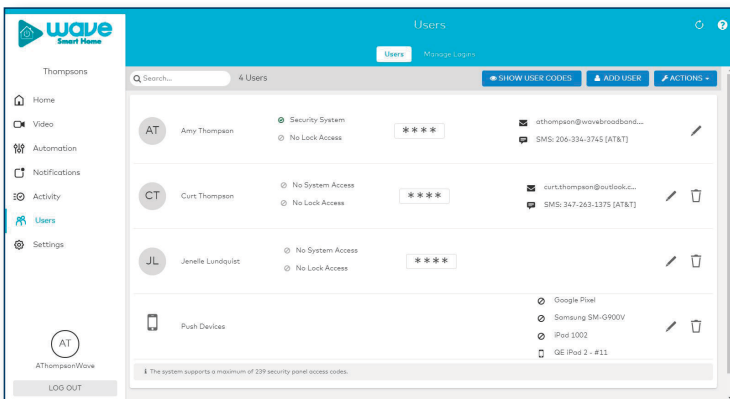 wave
Smart Home
Thompsons
Home
Video
Automation
Notifications
Activity
Users
Settings
AT
AThompsonWave
LOG OUT
Users
?
Users Manage Logins
Search... 4 Users SHOW USER CODES ADD USER ACTIONS
AT Amy Thompson
Security System
No Lock Access
****
athompson@wavebroadband....
SMS: 206-334-3745 [AT&T]
CT Curt Thompson
No System Access
No Lock Access
****
curt.thompson@outlook.c...
SMS: 347-263-1375 [AT&T]
JL Jenelle Lundquist
No System Access
No Lock Access
****
Push Devices
Google Pixel
Samsung SM-G900V
iPad 1002
QE iPad 2 - #11
The system supports a maximum of 239 security panel access codes.